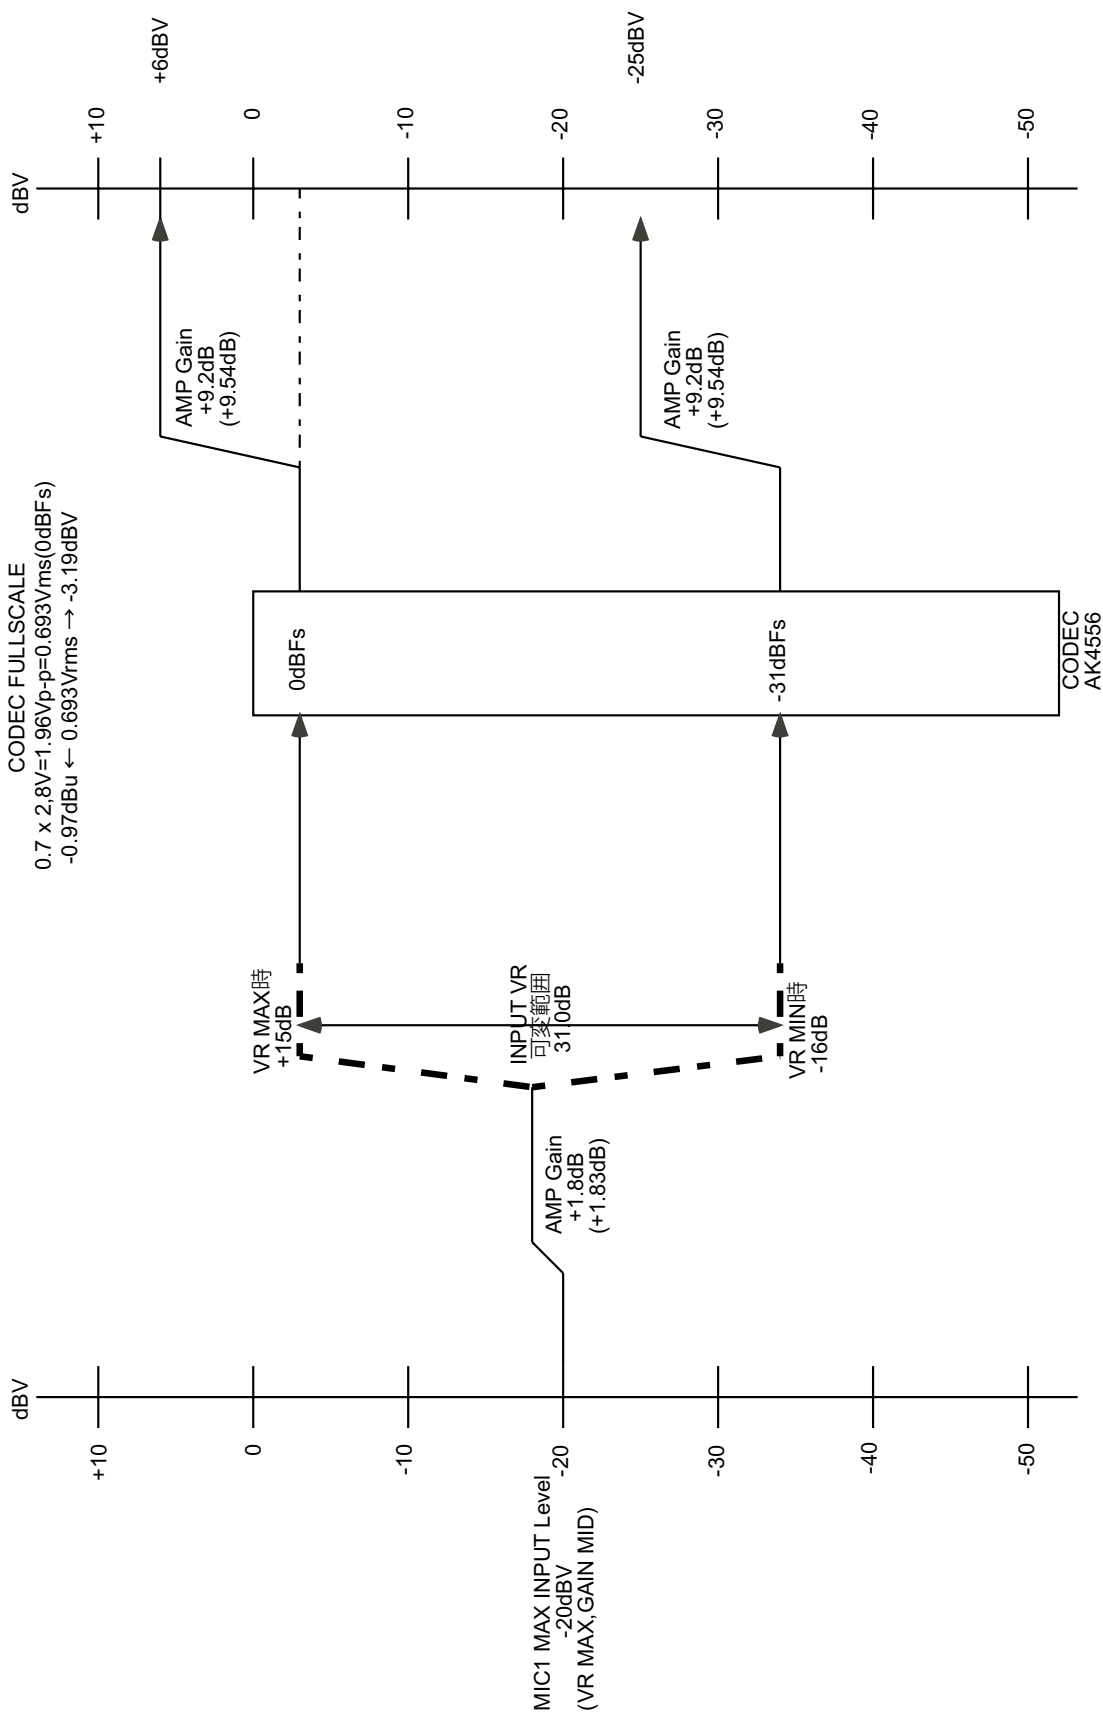 CODEC FULLSCALE
0.7 x 2,8V=1.96Vp-p=0.693Vms(0dBFs)
-0.97dBu ← 0.693Vrms → -3.19dBV
dBV
+10
0
-10
-20
-30
-40
-50
MIC1 MAX INPUT Level
-20dBV
(VR MAX,GAIN MID)
AMP Gain
+1.8dB
(+1.83dB)
VR MAX時
+15dB
INPUT VR
可変範囲
31.0dB
VR MIN時
-16dB
0dBFs
-31dBFs
CODEC
AK4556
AMP Gain
+9.2dB
(+9.54dB)
AMP Gain
+9.2dB
(+9.54dB)
dBV
+10
0
-10
-20
-30
-40
-50
+6dBV
-25dBV